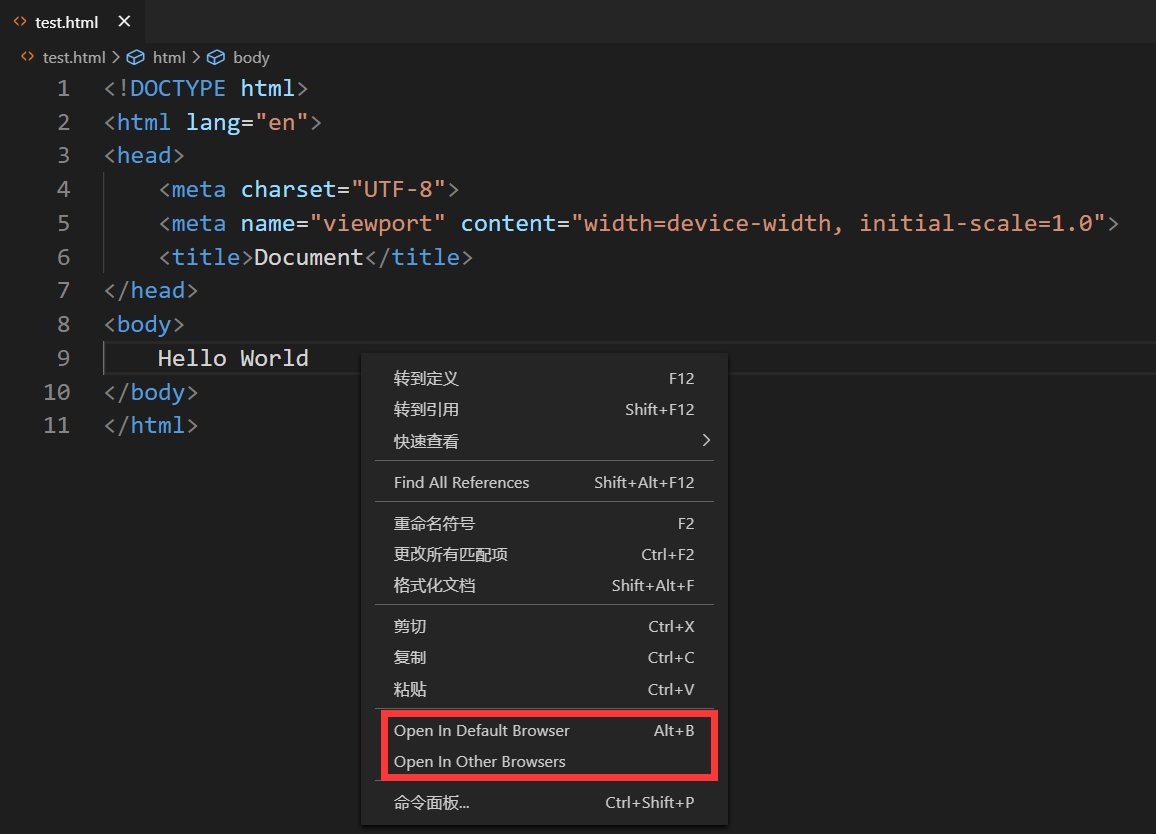 test.html
test.html html body
1 <!DOCTYPE html>
2 <html lang="en">
3 <head>
4 <meta charset="UTF-8">
5 <meta name="viewport" content="width=device-width, initial-scale=1.0">
6 <title>Document</title>
7 </head>
8 <body>
9 Hello World
10 </body>
11 </html>
转到定义 F12
转到引用 Shift+F12
快速查看
Find All References Shift+Alt+F12
重命名符号 F2
更改所有匹配项 Ctrl+F2
格式化文档 Shift+Alt+F
剪切 Ctrl+X
复制 Ctrl+C
粘贴 Ctrl+V
Open In Default Browser Alt+B
Open In Other Browsers
命令面板... Ctrl+Shift+P